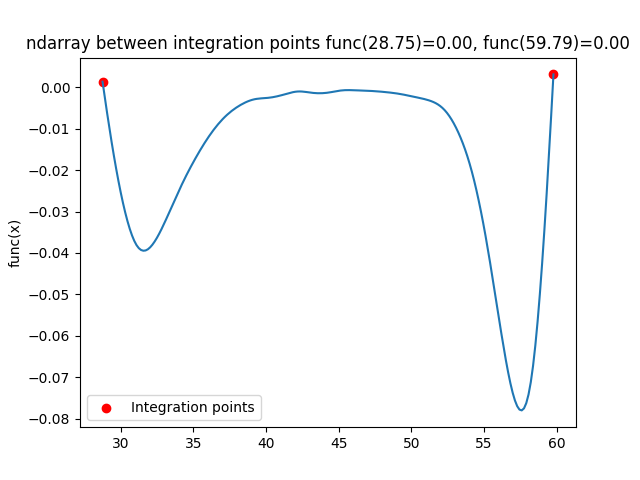 ndarray between integration points func(28.75)=0.00, func(59.79)=0.00
0.00
−0.01
−0.02
−0.03
−0.04
−0.05
−0.06
−0.07
−0.08
func(x)
Integration points
30 35 40 45 50 55 60